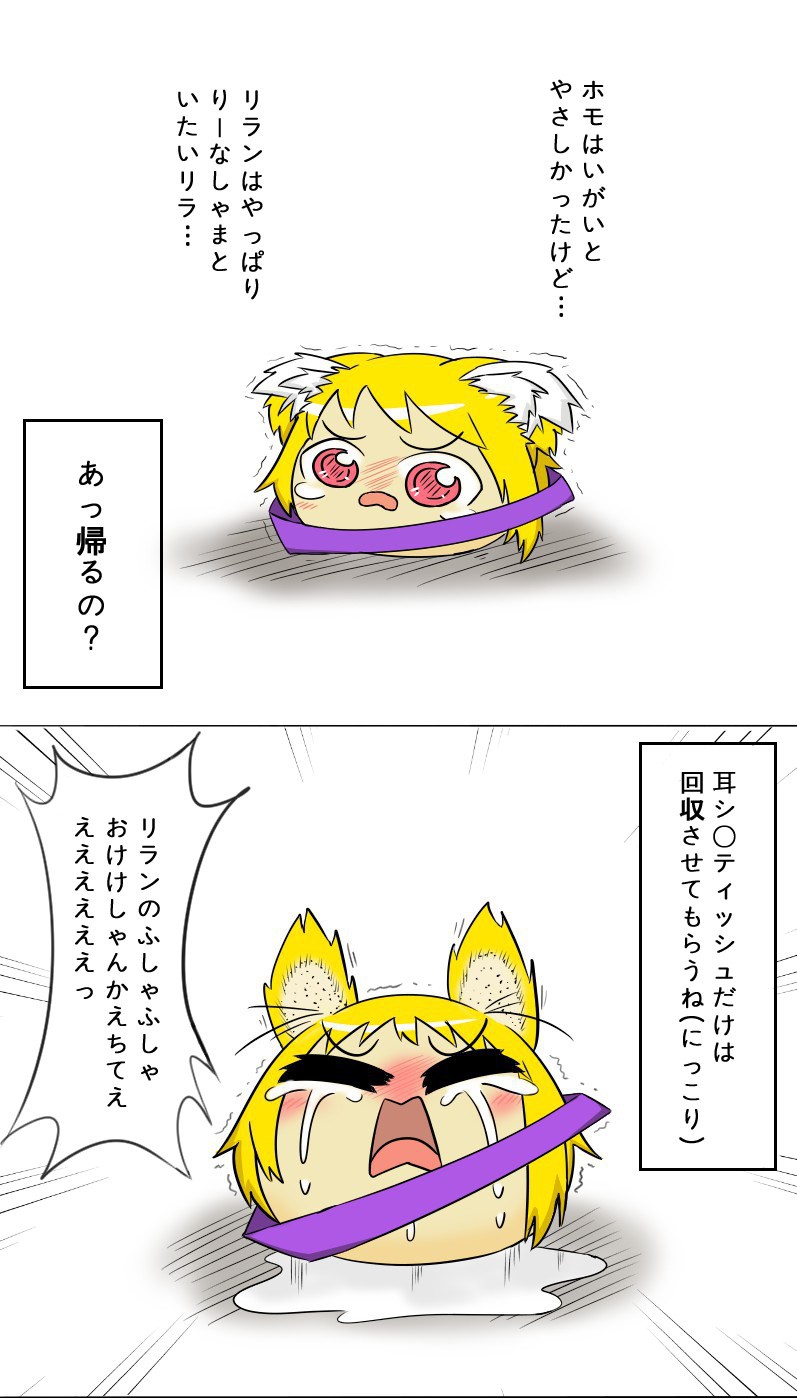 ホモはいがいと
やさしかったけど…
リランはやっぱり
りーなしゃまと
いたいリラ…
あっ帰るの？
耳シ〇ティッシュだけは
回収させてもらうね(にっこり)
リランのふしゃふしゃ
おけけしゃんかえちてえ
えええええええっ